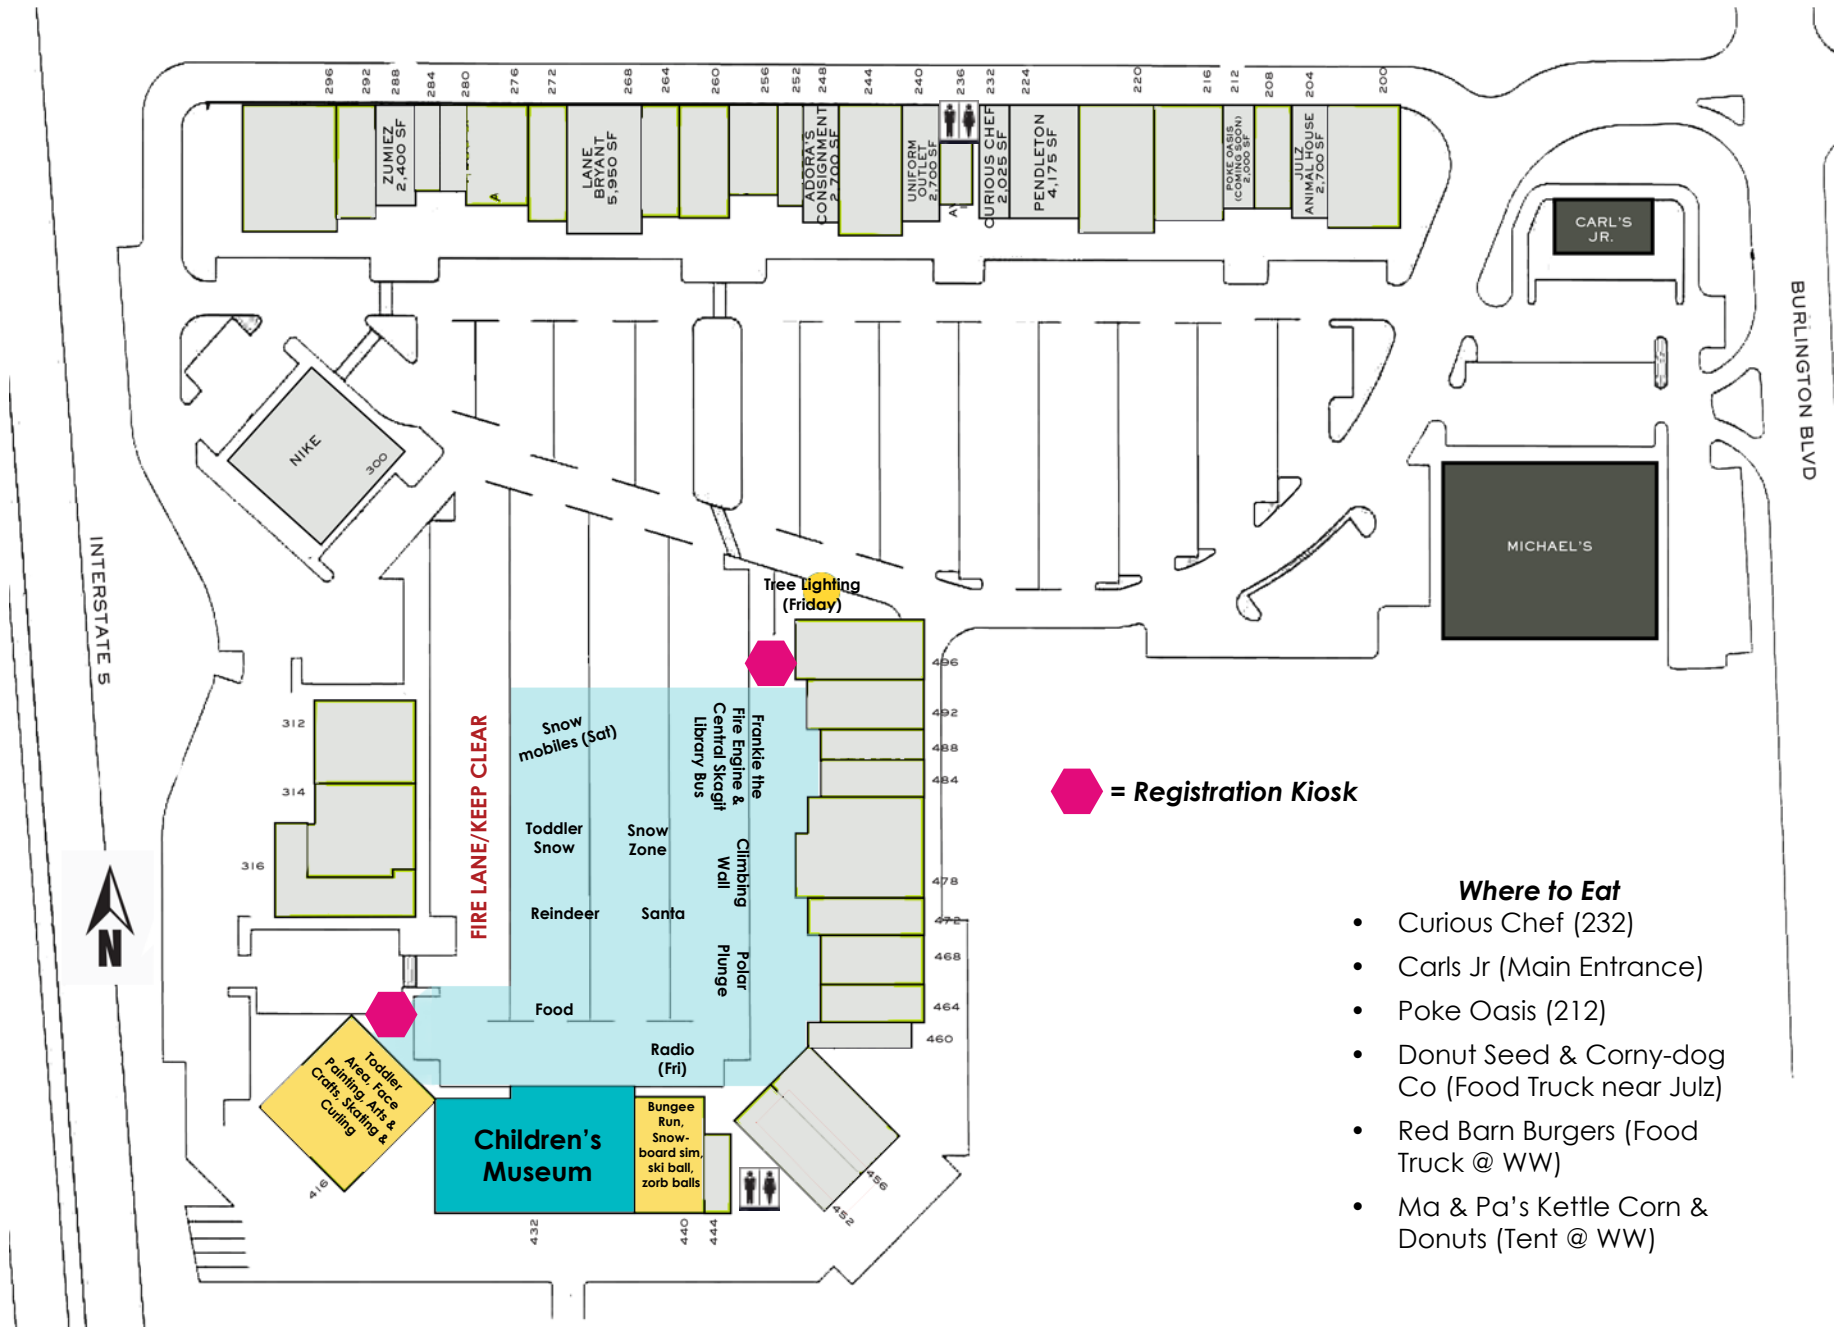 296
292
288
284
280
276
272
268
264
260
256
252
248
244
240
236
232
224
220
216
212
208
204
200
ZUMIEZ
2,400 SF
A
LANE
BRYANT
5,950 SF
ADORA'S
CONSIGNMENT
2,700 SF
UNIFORM
OUTLET
2,700 SF
CURIOUS CHEF
2,025 SF
PENDLETON
4,175 SF
POKE OASIS
(COMING SOON)
2,000 SF
JULZ
ANIMAL HOUSE
2,700 SF
CARL'S
JR.
BURLINGTON BLVD
NIKE
300
MICHAEL'S
INTERSTATE 5
Tree Lighting
(Friday)
496
492
488
484
478
472
468
464
460
456
452
312
314
316
FIRE LANE/KEEP CLEAR
Snow
mobiles (Sat)
Frankie the
Fire Engine &
Central Skagit
Library Bus
Toddler
Snow
Snow
Zone
Climbing
Wall
Reindeer
Santa
Polar
Plunge
Food
Radio
(Fri)
N
Toddler
Area, Face
Painting, Arts &
Crafts, Skating &
Curling
416
Children's
Museum
432
Bungee
Run,
Snow-
board sim,
ski ball,
zorb balls
440
444
= Registration Kiosk
Where to Eat
• Curious Chef (232)
• Carls Jr (Main Entrance)
• Poke Oasis (212)
• Donut Seed & Corny-dog
Co (Food Truck near Julz)
• Red Barn Burgers (Food
Truck @ WW)
• Ma & Pa's Kettle Corn &
Donuts (Tent @ WW)